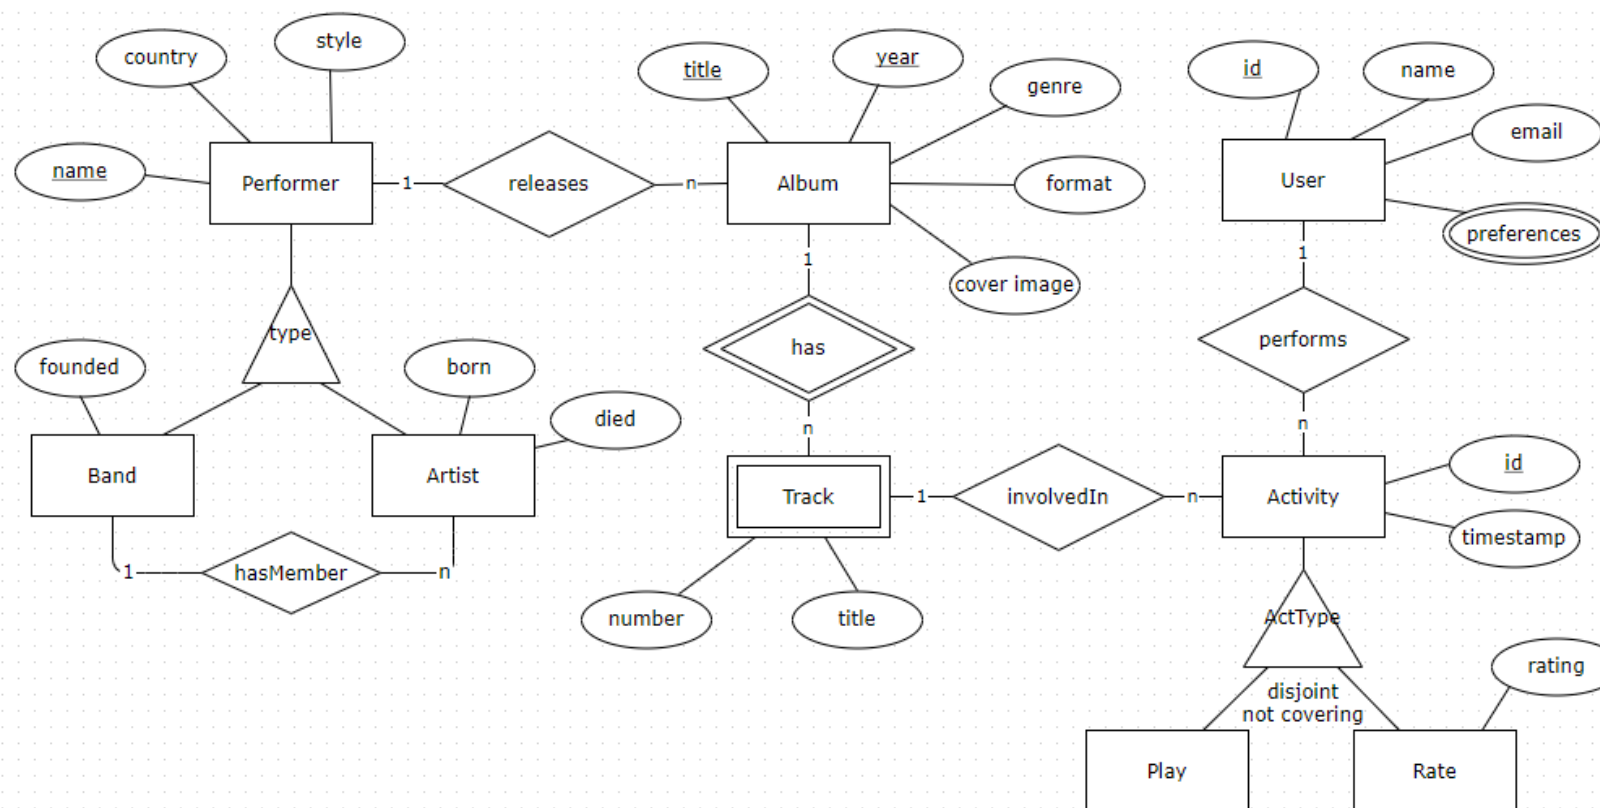 style
country
title
year
id
name
genre
email
name
Performer
1
releases
n
Album
format
User
preferences
1
1
cover image
type
has
performs
founded
born
died
n
n
Band
Artist
Track
1
involvedIn
n
Activity
id
timestamp
1
hasMember
n
number
title
ActType
rating
disjoint
not covering
Play
Rate